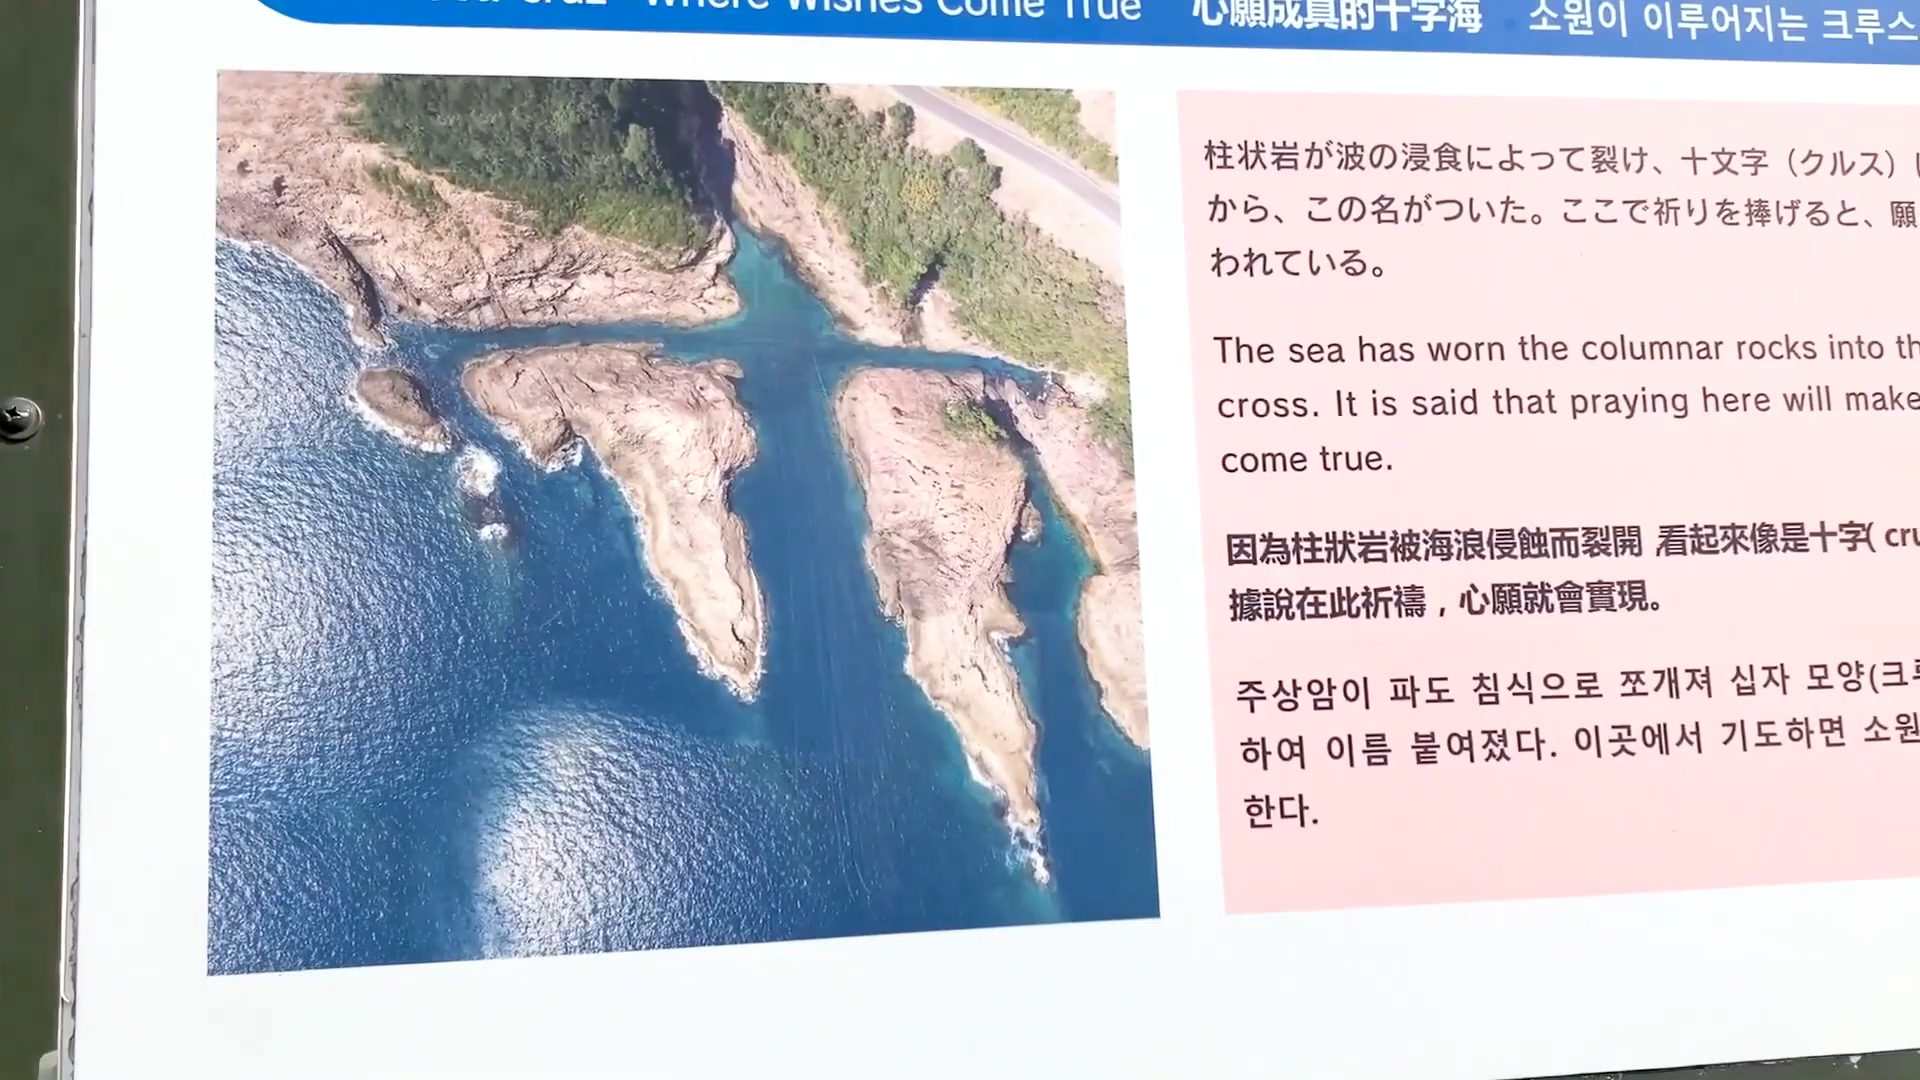 Where Wishes Come True 心願成真的十字海 소원이 이루어지는 크루스
柱状岩が波の浸食によって裂け、十文字（クルス）
から、この名がついた。ここで祈りを捧げると、願
われている。
The sea has worn the columnar rocks into
cross. It is said that praying here will make
come true.
因為柱狀岩被海浪侵蝕而裂開,看起來像是十字(
據說在此祈禱，心願就會實現。
주상암이 파도 침식으로 쪼개져 십자 모양(크
하여 이름 붙여졌다. 이곳에서 기도하면 소원
한다.